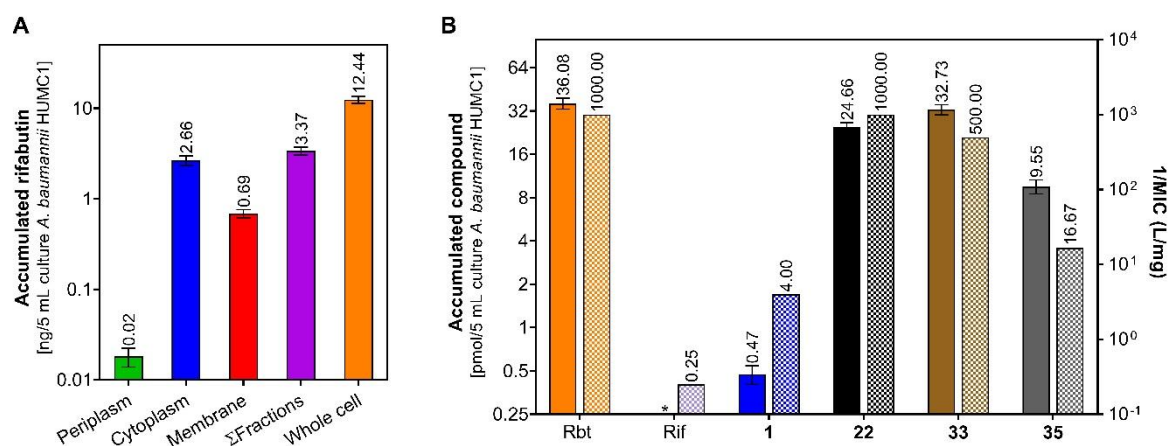 A
Accumulated rifabutin
[ng/5 mL culture A. baumannii HUMC1]
10
1
0.1
0.01
0.02
2.66
0.69
3.37
12.44
Periplasm
Cytoplasm
Membrane
ΣFractions
Whole cell
B
Accumulated compound
[pmol/5 mL culture A. baumannii HUMC1]
64
32
16
8
4
2
1
0.5
0.25
36.08
1000.00
*
0.25
0.47
4.00
24.66
1000.00
32.73
500.00
9.55
16.67
Rbt
Rif
1
22
33
35
10⁴
10³
10²
10¹
10⁰
10⁻¹
1/MIC (L/mg)